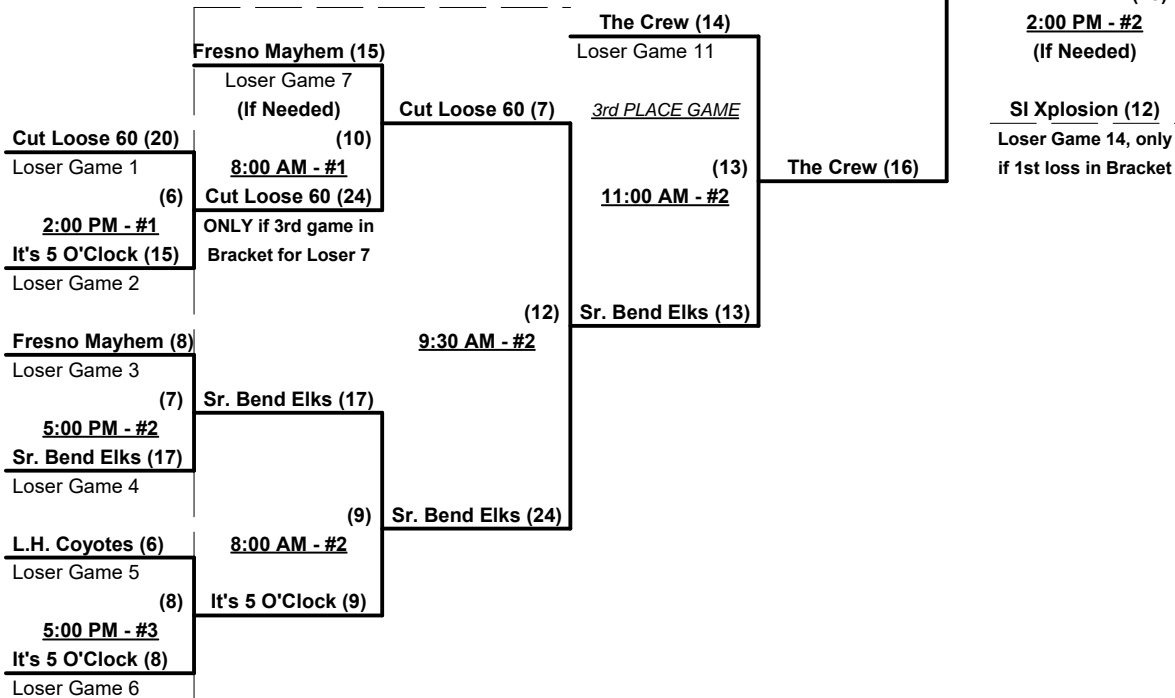 The Crew (14)
Loser Game 11
3rd PLACE GAME
(13)
11:00 AM - #2
2:00 PM - #2
(If Needed)
SI Xplosion (12)
Loser Game 14, only
if 1st loss in Bracket
Fresno Mayhem (15)
Loser Game 7
(If Needed)
(10)
8:00 AM - #1
Cut Loose 60 (24)
ONLY if 3rd game in
Bracket for Loser 7
Cut Loose 60 (7)
The Crew (16)
Cut Loose 60 (20)
Loser Game 1
(6)
2:00 PM - #1
It's 5 O'Clock (15)
Loser Game 2
(12)
9:30 AM - #2
Sr. Bend Elks (13)
Fresno Mayhem (8)
Loser Game 3
(7)
5:00 PM - #2
Sr. Bend Elks (17)
Loser Game 4
Sr. Bend Elks (17)
(9)
8:00 AM - #2
Sr. Bend Elks (24)
L.H. Coyotes (6)
Loser Game 5
(8)
5:00 PM - #3
It's 5 O'Clock (8)
Loser Game 6
It's 5 O'Clock (9)